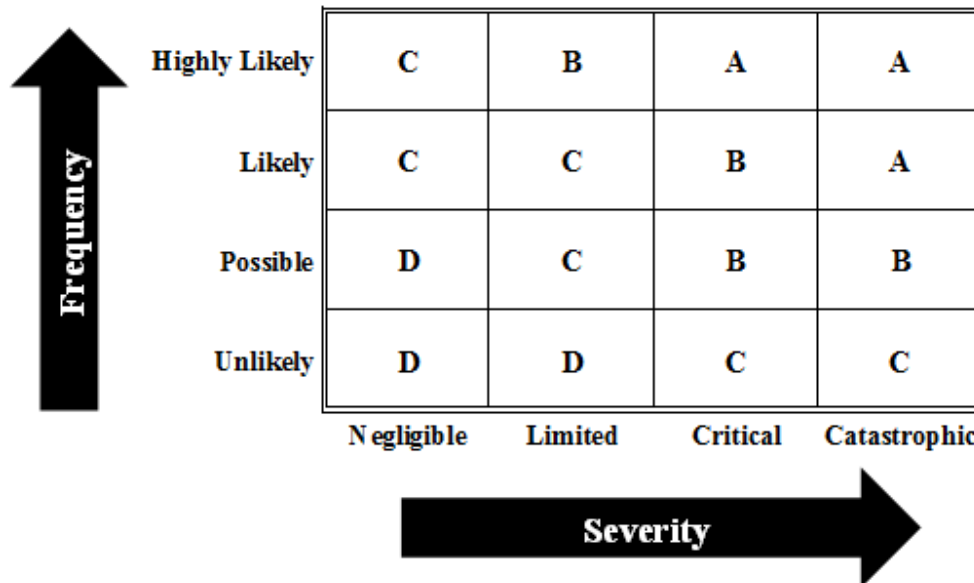 Highly Likely C B A A
Likely C C B A
Frequency
Possible D C B B
Unlikely D D C C
Negligible Limited Critical Catastrophic
Severity